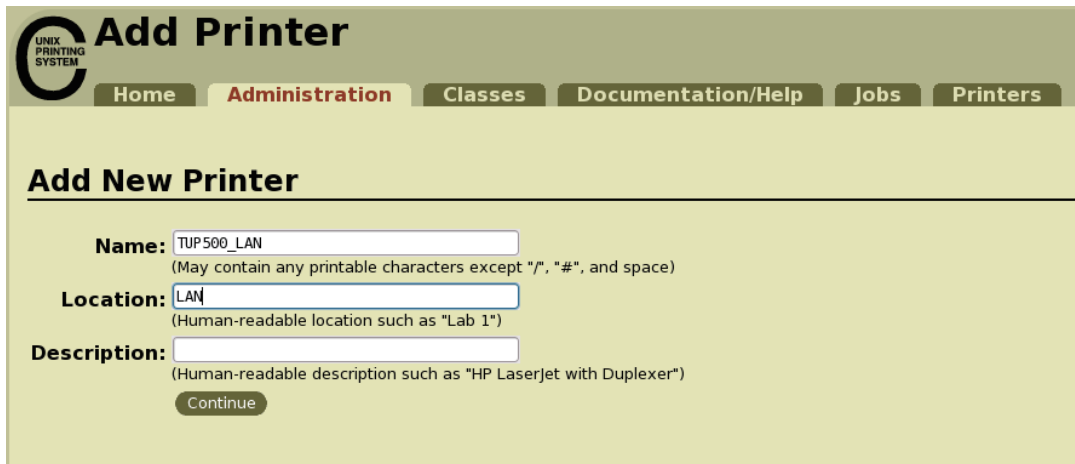 UNIX
PRINTING
SYSTEM
Add Printer
Home Administration Classes Documentation/Help Jobs Printers
Add New Printer
Name: TUP500_LAN
(May contain any printable characters except "/", "#", and space)
Location: LAN
(Human-readable location such as "Lab 1")
Description:
(Human-readable description such as "HP LaserJet with Duplexer")
Continue